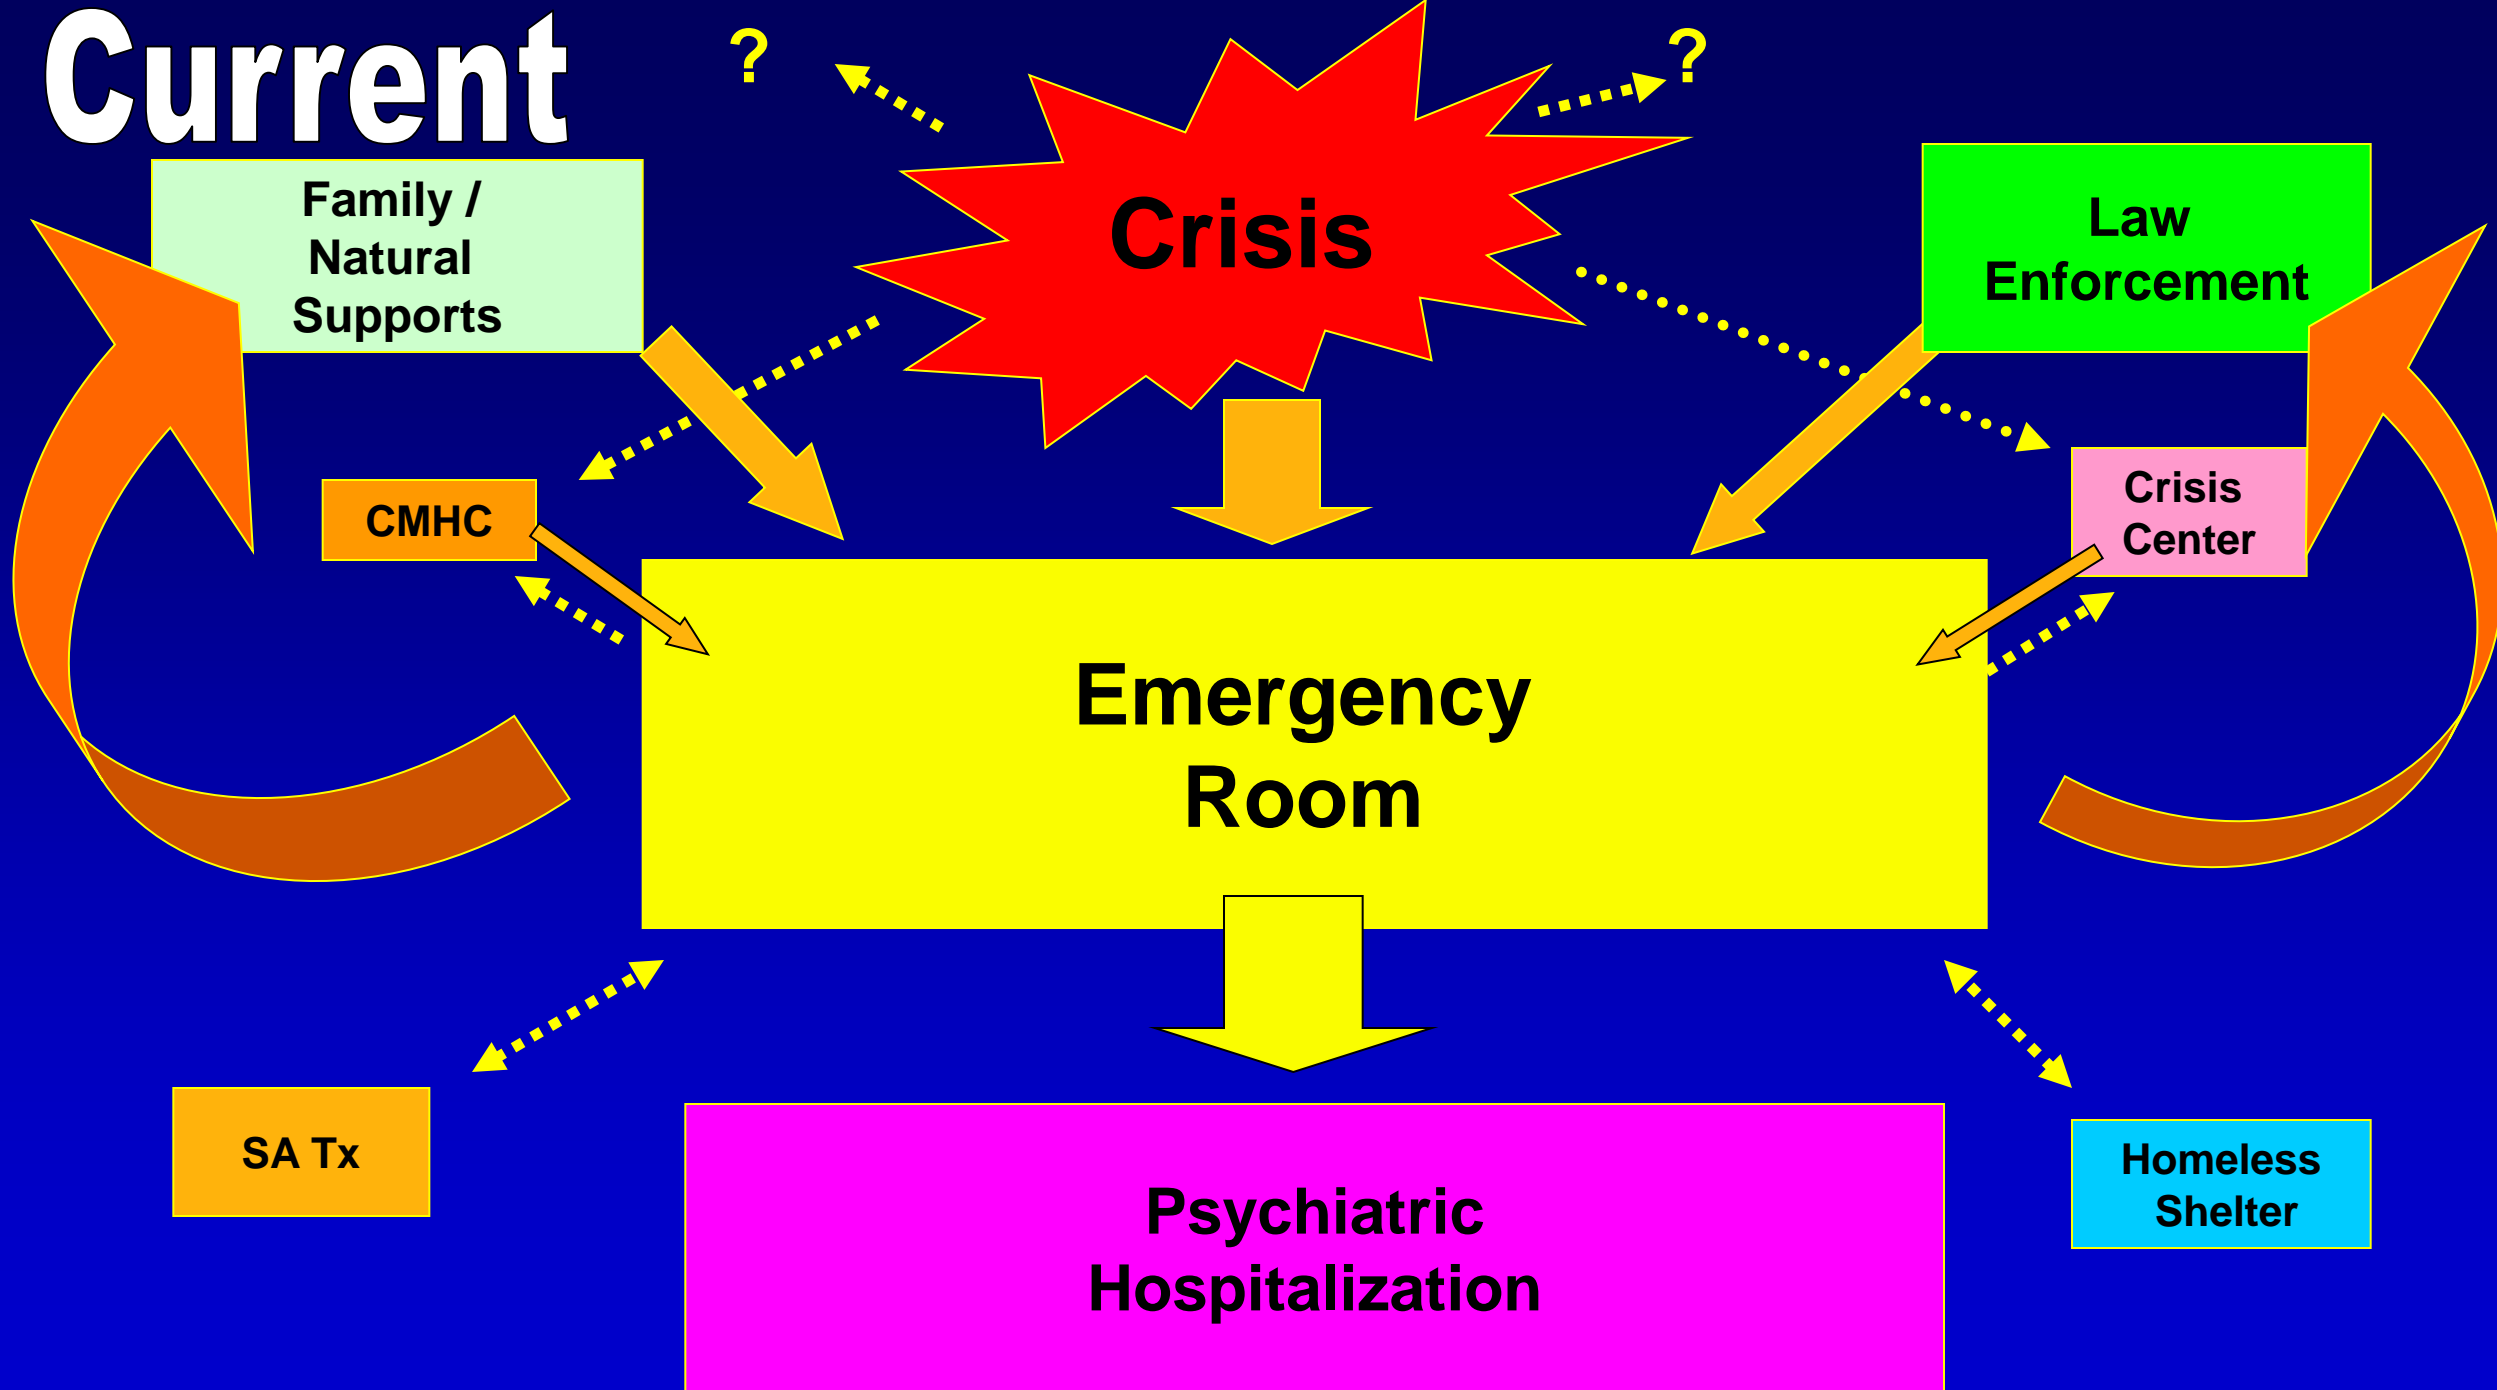 Current
?
?
Crisis
Family /
Natural
Supports
Law
Enforcement
CMHC
Crisis
Center
Emergency
Room
SA Tx
Homeless
Shelter
Psychiatric
Hospitalization